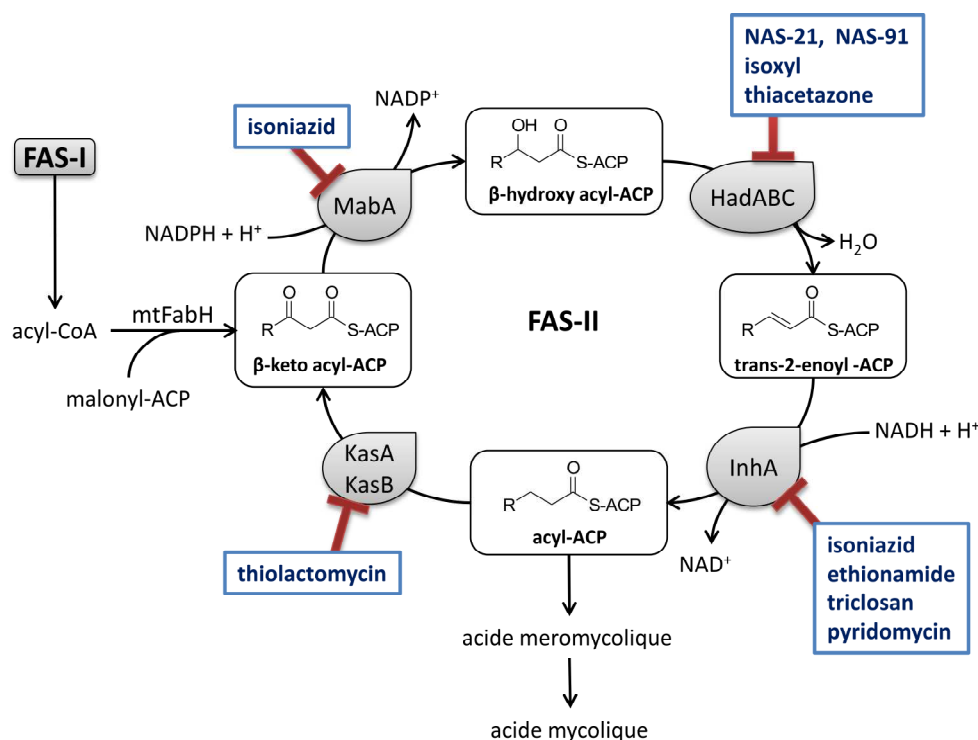 NAS-21, NAS-91
isoxyl
thiacetazone
isoniazid
NADP⁺
FAS-I
OH
O
R
S-ACP
β-hydroxy acyl-ACP
MabA
HadABC
NADPH + H⁺
H₂O
O
O
R
S-ACP
β-keto acyl-ACP
mtFabH
acyl-CoA
malonyl-ACP
FAS-II
O
R
S-ACP
trans-2-enoyl -ACP
NADH + H⁺
KasA
KasB
InhA
O
R
S-ACP
acyl-ACP
NAD⁺
thiolactomycin
isoniazid
ethionamide
triclosan
pyridomycin
acide meromycolique
acide mycolique